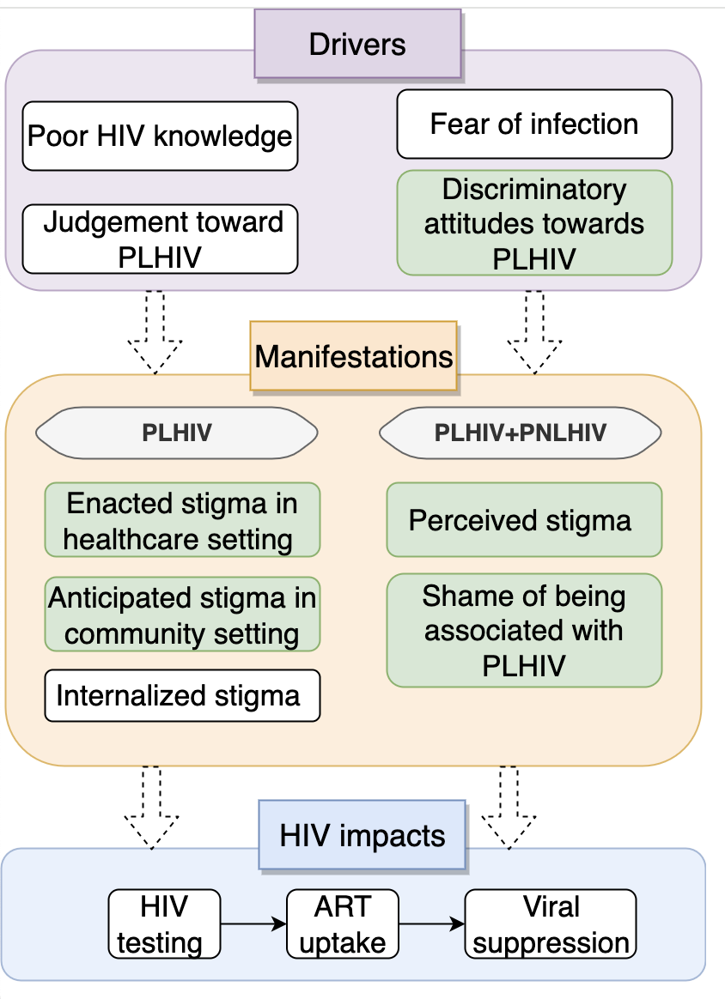 Drivers
Poor HIV knowledge
Fear of infection
Judgement toward
PLHIV
Discriminatory
attitudes towards
PLHIV
Manifestations
PLHIV
PLHIV+PNLHIV
Enacted stigma in
healthcare setting
Anticipated stigma in
community setting
Internalized stigma
Perceived stigma
Shame of being
associated with
PLHIV
HIV impacts
HIV
testing
ART
uptake
Viral
suppression